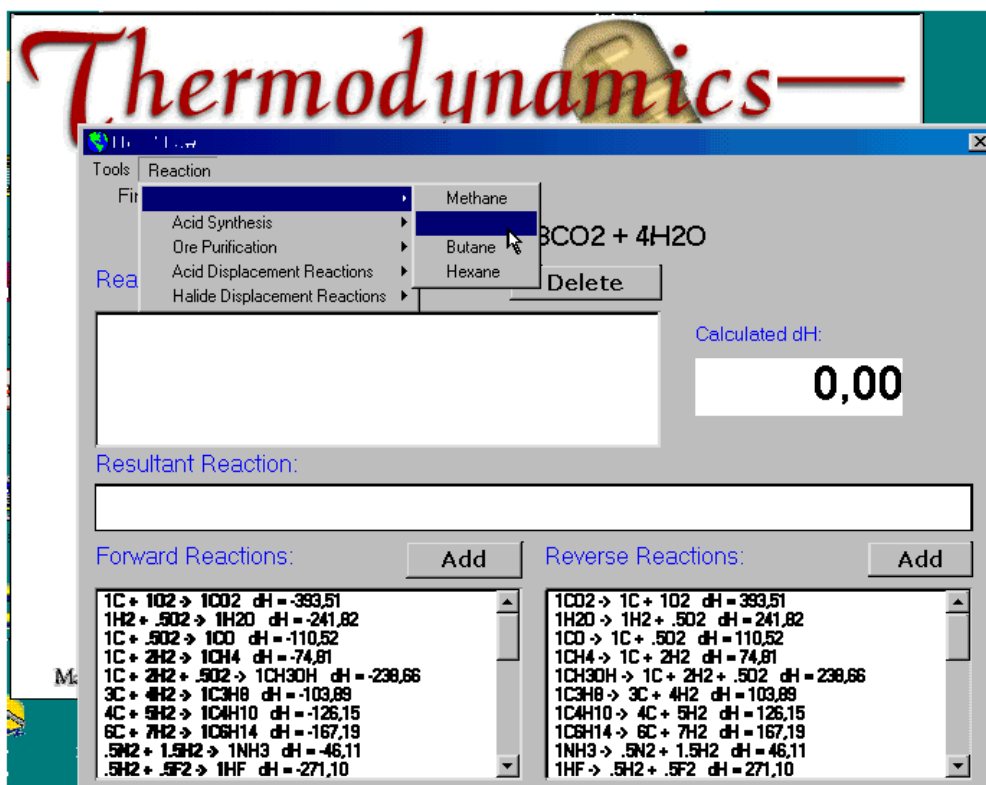 Thermodynamics
Tools Reaction
Fir
Methane
Acid Synthesis
3CO2 + 4H2O
Ore Purification
Butane
Acid Displacement Reactions
Hexane
Rea
Delete
Halide Displacement Reactions
Calculated dH:
0,00
Resultant Reaction:
Forward Reactions:
Add
1C + 1O2 -> 1CO2 dH = -393,51
1H2 + .5O2 -> 1H2O dH = -241,82
1C + .5O2 -> 1CO dH = -110,52
1C + 2H2 -> 1CH4 dH = -74,81
1C + 2H2 + .5O2 -> 1CH3OH dH = -238,66
3C + 4H2 -> 1C3H8 dH = -103,89
4C + 5H2 -> 1C4H10 dH = -126,15
6C + 7H2 -> 1C6H14 dH = -167,19
.5N2 + 1.5H2 -> 1NH3 dH = -46,11
.5H2 + .5F2 -> 1HF dH = -271,10
Reverse Reactions:
Add
1CO2 -> 1C + 1O2 dH = 393,51
1H2O -> 1H2 + .5O2 dH = 241,82
1CO -> 1C + .5O2 dH = 110,52
1CH4 -> 1C + 2H2 dH = 74,81
1CH3OH -> 1C + 2H2 + .5O2 dH = 238,66
1C3H8 -> 3C + 4H2 dH = 103,89
1C4H10 -> 4C + 5H2 dH = 126,15
1C6H14 -> 6C + 7H2 dH = 167,19
1NH3 -> .5N2 + 1.5H2 dH = 46,11
1HF -> .5H2 + .5F2 dH = 271,10